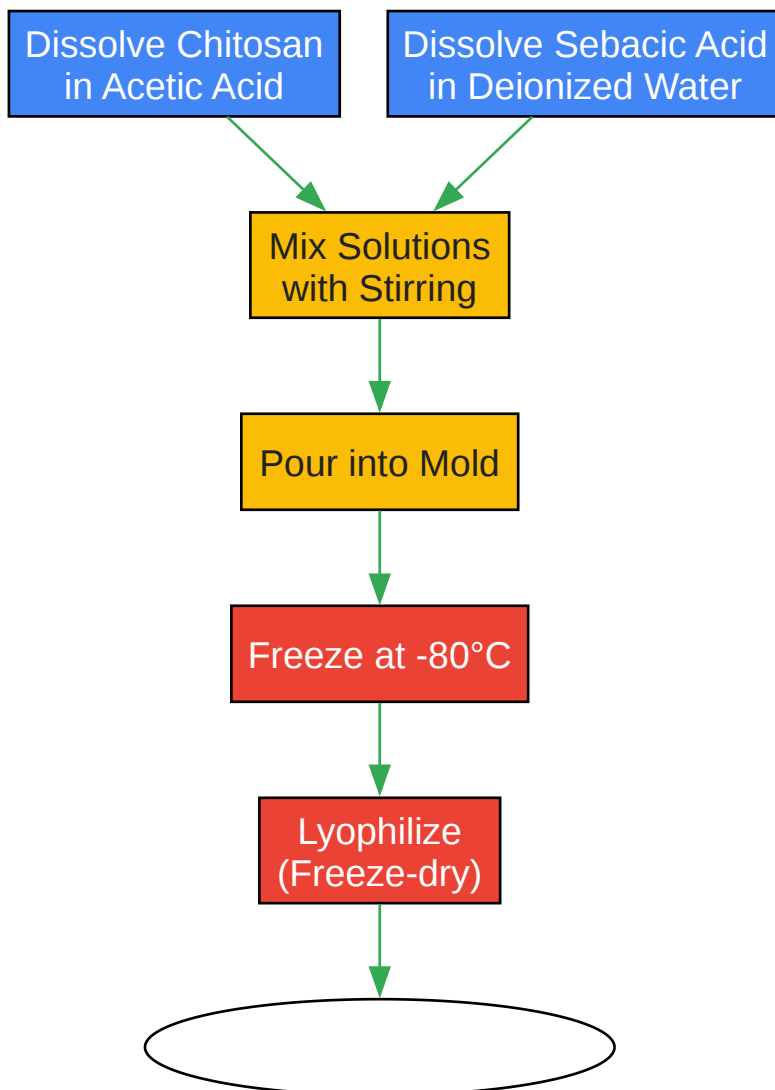 Dissolve Chitosan
in Acetic Acid
Dissolve Sebacic Acid
in Deionized Water
Mix Solutions
with Stirring
Pour into Mold
Freeze at -80°C
Lyophilize
(Freeze-dry)